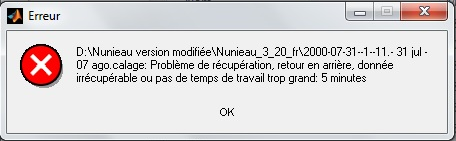 Erreur
D:\Nunieau version modifiée\Nunieau_3_20_fr\2000-07-31--1--11.- 31 jul -
07 ago.calage: Problème de récupération, retour en arrière, donnée
irrécupérable ou pas de temps de travail trop grand: 5 minutes
OK